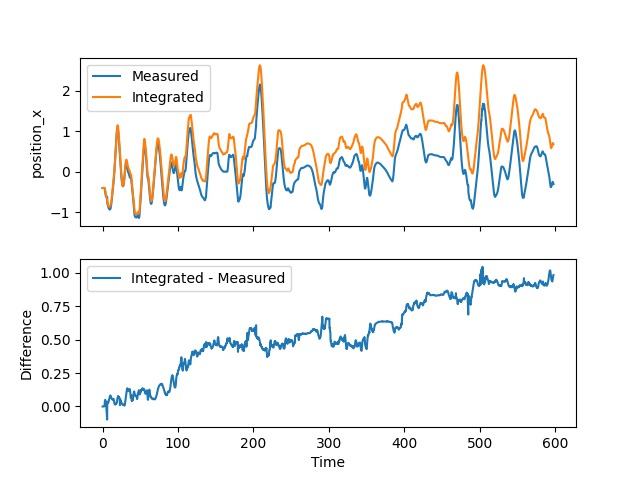 position_x
Measured
Integrated
2
1
0
−1
Difference
Integrated - Measured
1.00
0.75
0.50
0.25
0.00
0 100 200 300 400 500 600
Time